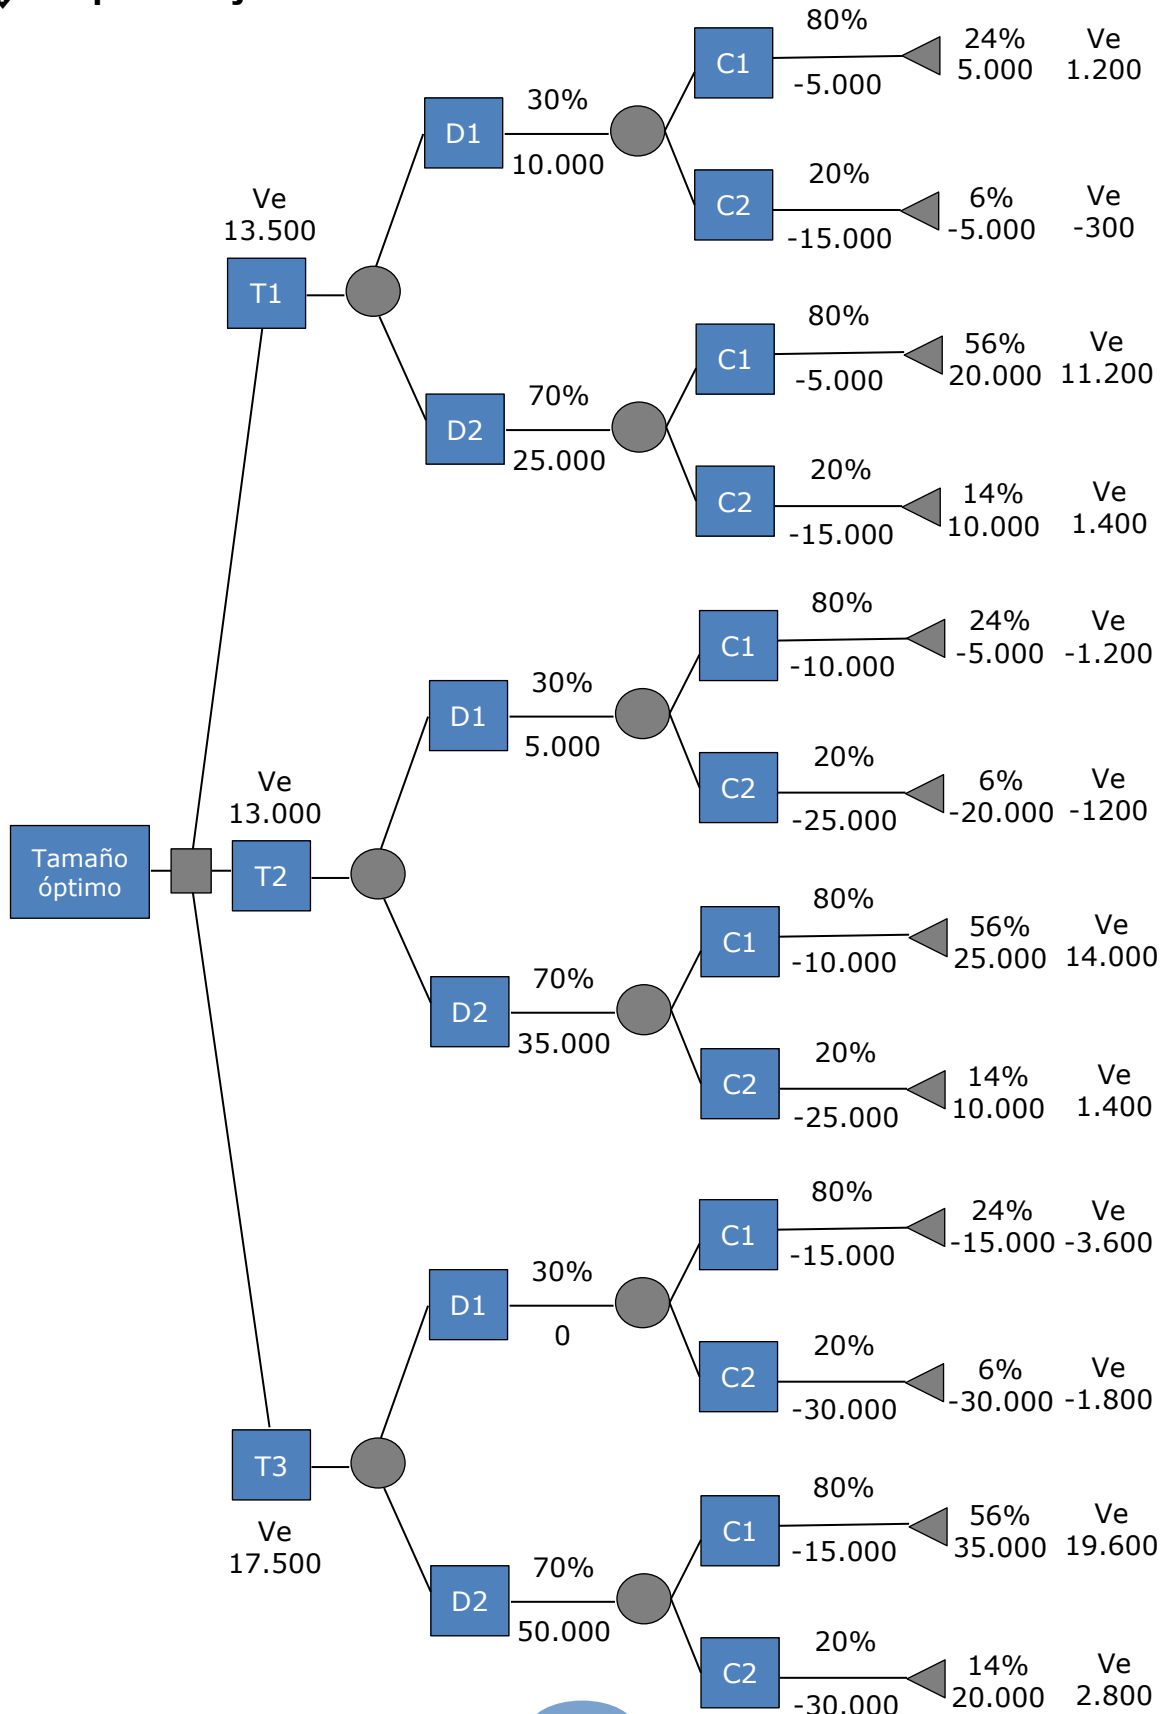 80%
24%
Ve
C1
5.000
1.200
-5.000
30%
D1
10.000
20%
6%
Ve
C2
-5.000
-300
-15.000
Ve
13.500
T1
80%
56%
Ve
C1
20.000
11.200
-5.000
70%
D2
25.000
20%
14%
Ve
C2
10.000
1.400
-15.000
80%
24%
Ve
C1
-5.000
-1.200
-10.000
30%
D1
5.000
20%
6%
Ve
C2
-20.000
-1200
-25.000
Ve
13.000
Tamaño
óptimo
T2
80%
56%
Ve
C1
25.000
14.000
-10.000
70%
D2
35.000
20%
14%
Ve
C2
10.000
1.400
-25.000
80%
24%
Ve
C1
-15.000
-3.600
-15.000
30%
D1
0
20%
6%
Ve
C2
-30.000
-1.800
-30.000
T3
Ve
17.500
80%
56%
Ve
C1
35.000
19.600
-15.000
70%
D2
50.000
20%
14%
Ve
C2
20.000
2.800
-30.000